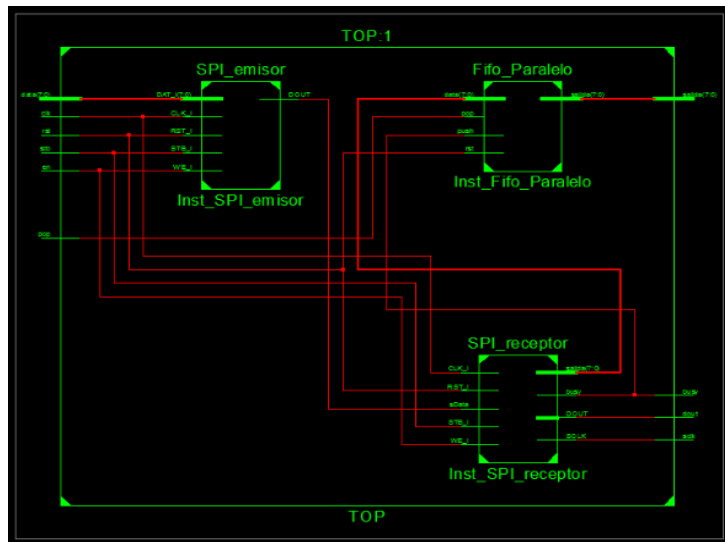 TOP:1
SPI_emisor
Fifo_Paralelo
data(7:0)
DAT_I(7:0)
DOUT
data(7:0)
salida(7:0)
salida(7:0)
clk
CLK_I
pop
rst
RST_I
push
stb
STB_I
rst
WE_I
Inst_SPI_emisor
Inst_Fifo_Paralelo
pop
SPI_receptor
CLK_I
salida(7:0)
RST_I
busy
busy
sData
DOUT
dout
STB_I
SCLK
sclk
WE_I
Inst_SPI_receptor
TOP